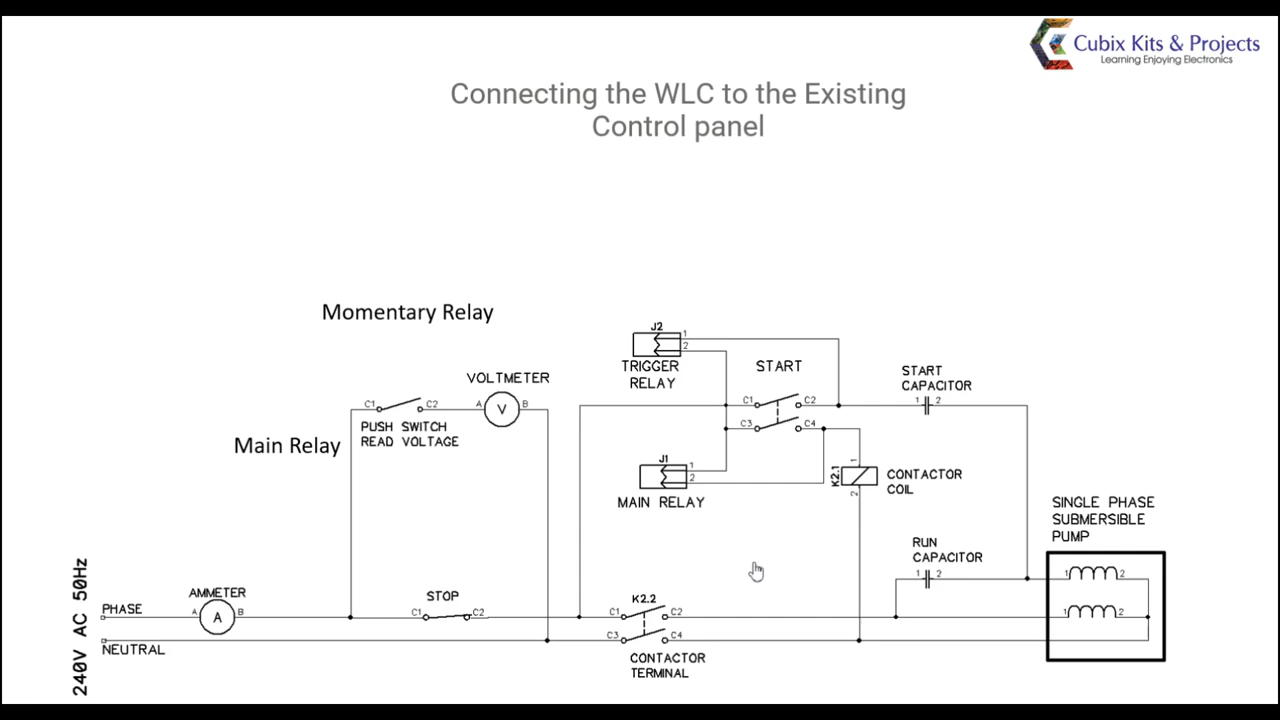 Cubix Kits & Projects
Learning Enjoying Electronics
Connecting the WLC to the Existing
Control panel
Momentary Relay
J2
1
2
TRIGGER
RELAY
START
START
CAPACITOR
1 2
VOLTMETER
C1 C2 A V B
PUSH SWITCH
READ VOLTAGE
C1 C2
C3 C4
Main Relay
J1
1
2
MAIN RELAY
1
K2.1
2
CONTACTOR
COIL
SINGLE PHASE
SUBMERSIBLE
PUMP
RUN
CAPACITOR
1 2
1 2
1 2
240V AC 50Hz
PHASE
NEUTRAL
AMMETER
A A B
STOP
C1 C2
K2.2
C1 C2
C3 C4
CONTACTOR
TERMINAL